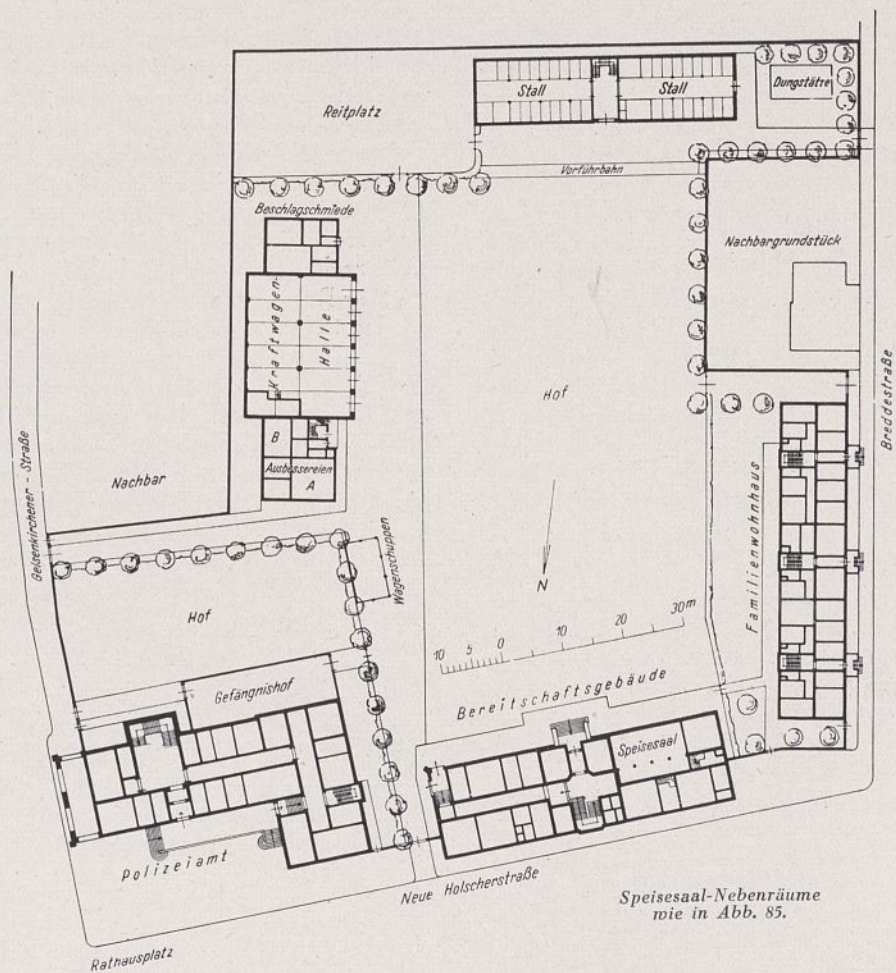 Stall
Stall
Dungstätte
Reitplatz
Vorführbahn
Beschlagschmiede
Nachbargrundstück
Kraftwagen-
Halle
Hof
Breddestraße
Gelsenkirchener - Straße
B
Ausbessereien
A
Nachbar
Wagenschuppen
Familienwohnhaus
N
Hof
10 5 0 10 20 30m
Gefängnishof
Bereitschaftsgebäude
Speisesaal
Polizeiamt
Neue Holscherstraße
Speisesaal-Nebenräume
wie in Abb. 85.
Rathausplatz